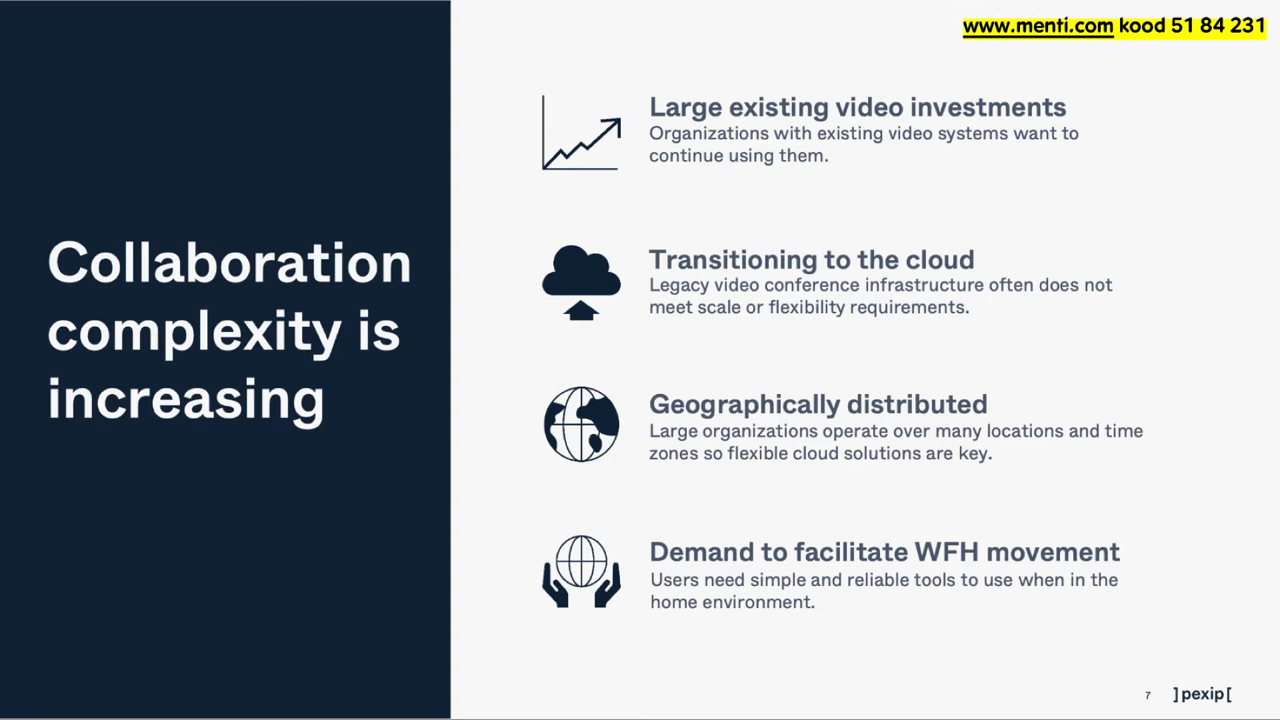 www.menti.com kood 51 84 231
Collaboration
complexity is
increasing
Large existing video investments
Organizations with existing video systems want to
continue using them.
Transitioning to the cloud
Legacy video conference infrastructure often does not
meet scale or flexibility requirements.
Geographically distributed
Large organizations operate over many locations and time
zones so flexible cloud solutions are key.
Demand to facilitate WFH movement
Users need simple and reliable tools to use when in the
home environment.
7 ]pexip[